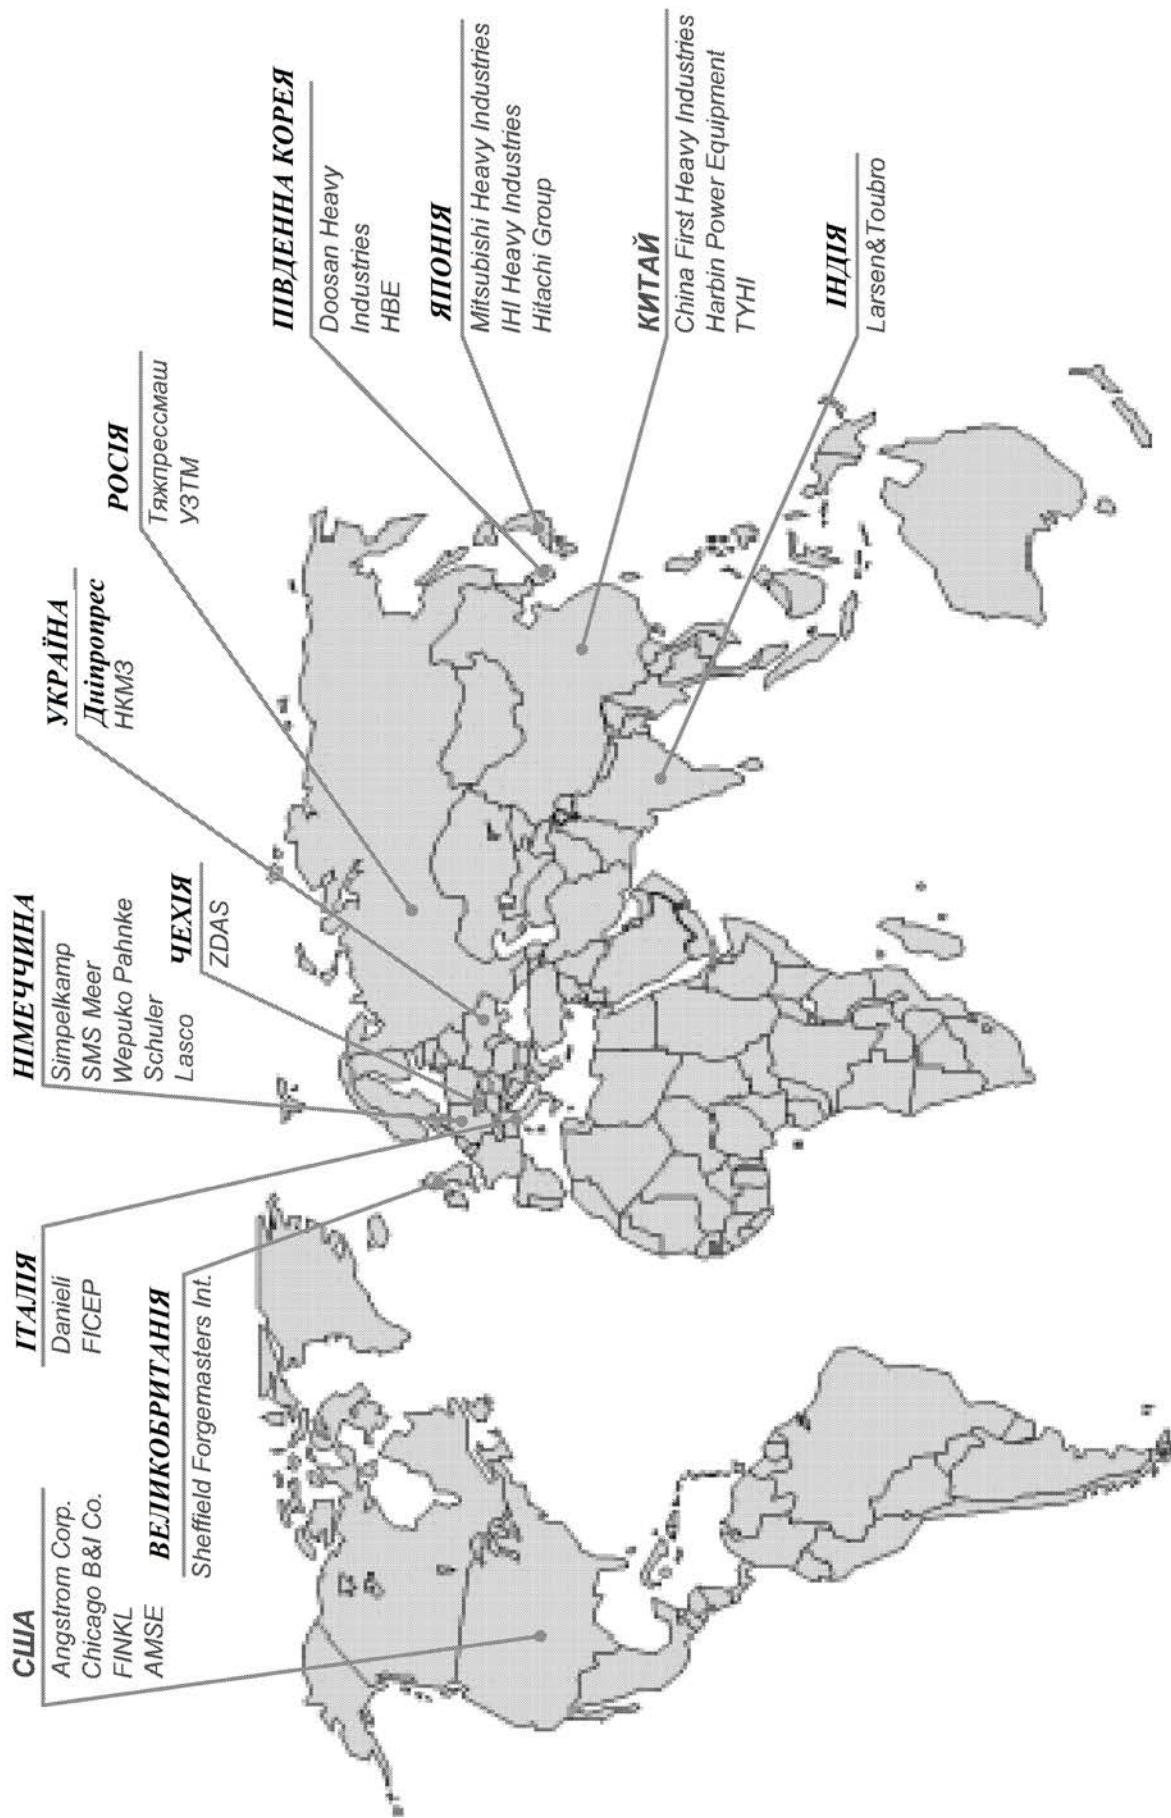 США
Angstrom Corp.
Chicago B&I Co.
FINKL
AMSE
ВЕЛИКОБРИТАНІЯ
Sheffield Forgemasters Int.
ІТАЛІЯ
Danieli
FICEP
НІМЕЧЧИНА
Simpelkamp
SMS Meer
Wepuko Pahnke
Schuler
Lasco
ЧЕХІЯ
ZDAS
УКРАЇНА
Дніпропрес
НКМЗ
РОСІЯ
Тяжпрессмаш
УЗТМ
ПІВДЕННА КОРЕЯ
Doosan Heavy
Industries
HBE
ЯПОНІЯ
Mitsubishi Heavy Industries
IHI Heavy Industries
Hitachi Group
КИТАЙ
China First Heavy Industries
Harbin Power Equipment
TYHI
ІНДІЯ
Larsen&Toubro